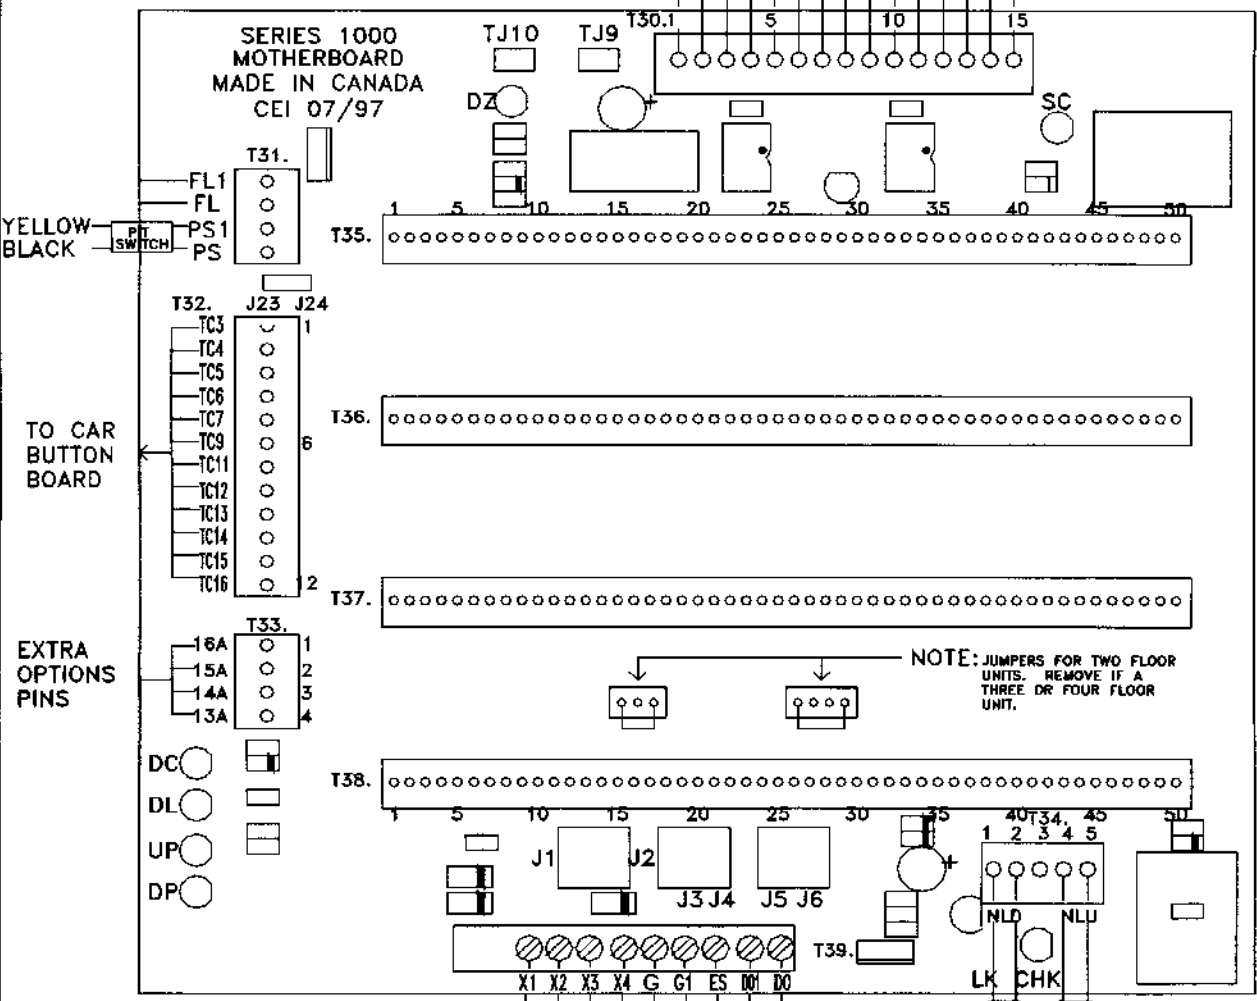 SERIES 1000
MOTHERBOARD
MADE IN CANADA
CEI 07/97
TJ10 TJ9
T30.1 5 10 15
DZ + SC
T31.
FL1
FL
YELLOW PS1
BLACK PS
PIT
SWITCH
1 5 10 15 20 25 30 35 40 45 50
T35.
T32. J23 J24
TC3 1
TC4
TC5
TC6
TC7
TC9 6
TC11
TC12
TC13
TC14
TC15
TC16 12
TO CAR
BUTTON
BOARD
T36.
T37.
T33.
16A 1
15A 2
14A 3
13A 4
EXTRA
OPTIONS
PINS
NOTE: JUMPERS FOR TWO FLOOR
UNITS. REMOVE IF A
THREE OR FOUR FLOOR
UNIT.
DC
DL
UP
DP
T38.
1 5 10 15 20 25 30 35 40 45 50
T34.
1 2 3 4 5
J1 J2
J3 J4 J5 J6
+
NLD NLU
T39.
LK CHK
X1 X2 X3 X4 G G1 ES DO1 DO